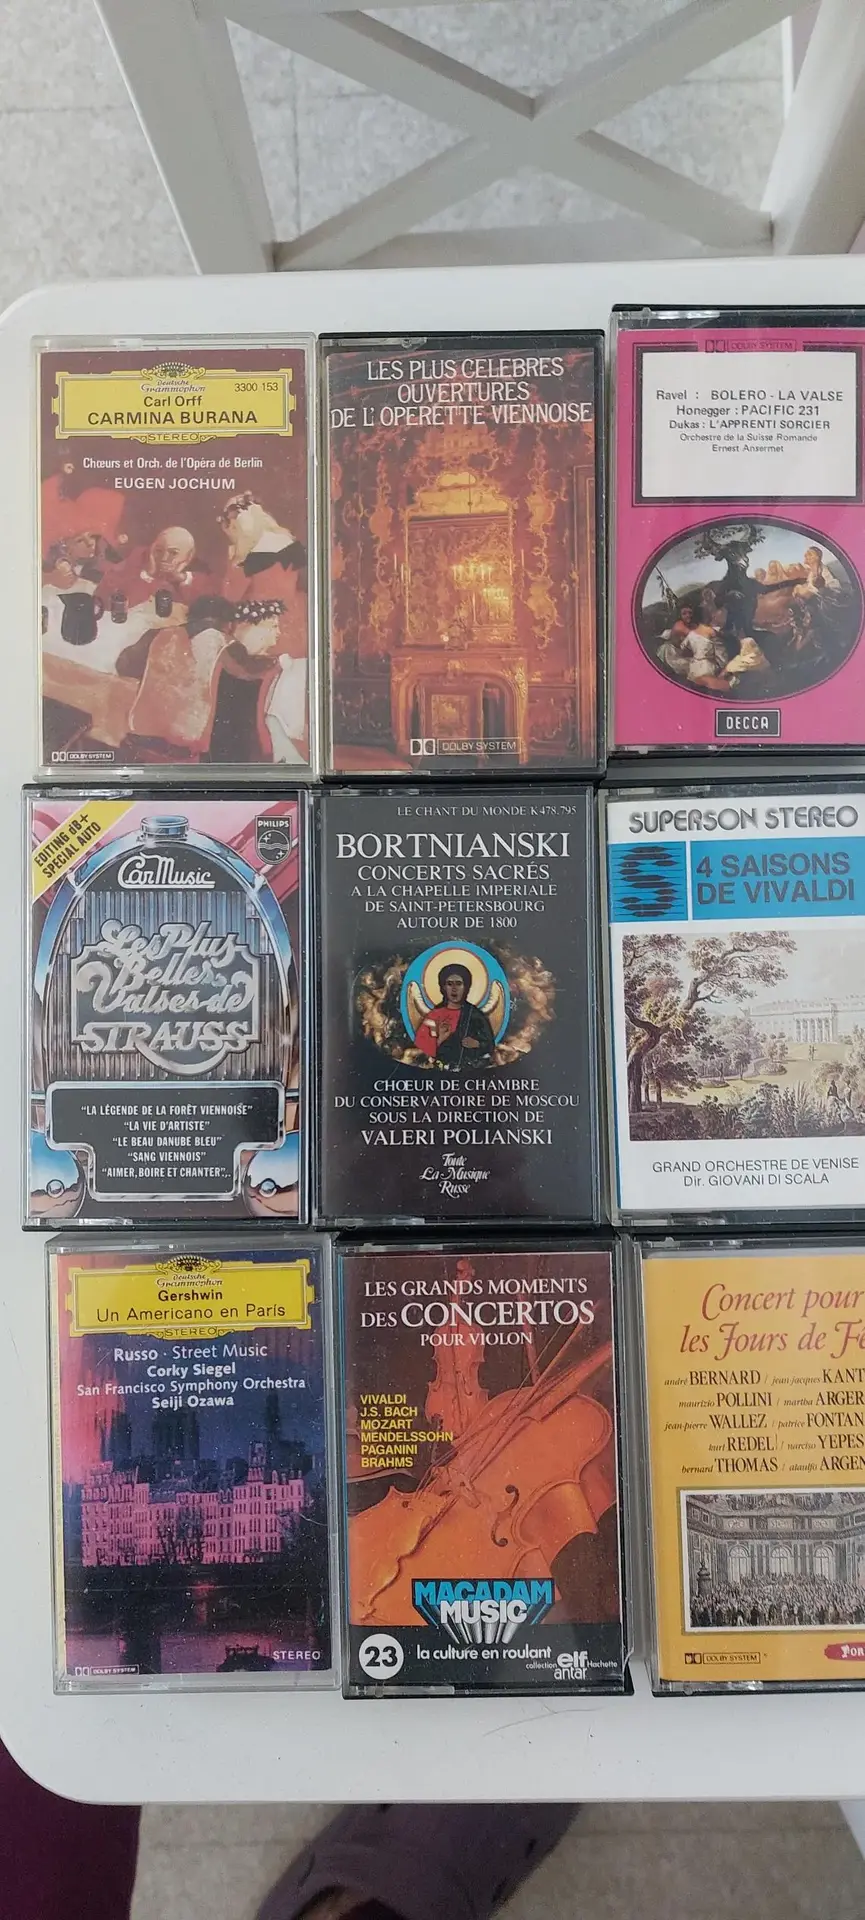 Deutsche
Grammophon
3300 153
Carl Orff
CARMINA BURANA
STEREO
Chœurs et Orch. de l'Opéra de Berlin
EUGEN JOCHUM
DOLBY SYSTEM
LES PLUS CELEBRES
OUVERTURES
DE L'OPERETTE VIENNOISE
DOLBY SYSTEM
DOLBY SYSTEM
Ravel : BOLERO - LA VALSE
Honegger : PACIFIC 231
Dukas : L'APPRENTI SORCIER
Orchestre de la Suisse Romande
Ernest Ansermet
DECCA
EDITING dB+
SPECIAL AUTO
PHILIPS
Car Music
Les Plus
Belles
Valses de
STRAUSS
"LA LÉGENDE DE LA FORÊT VIENNOISE"
"LA VIE D'ARTISTE"
"LE BEAU DANUBE BLEU"
"SANG VIENNOIS"
"AIMER, BOIRE ET CHANTER"...
LE CHANT DU MONDE K 478.795
BORTNIANSKI
CONCERTS SACRÉS
A LA CHAPELLE IMPERIALE
DE SAINT-PETERSBOURG
AUTOUR DE 1800
CHŒUR DE CHAMBRE
DU CONSERVATOIRE DE MOSCOU
SOUS LA DIRECTION DE
VALERI POLIANSKI
Toute
La Musique
Russe
SUPERSON STEREO
4 SAISONS
DE VIVALDI
GRAND ORCHESTRE DE VENISE
Dir. GIOVANI DI SCALA
Deutsche
Grammophon
Gershwin
Un Americano en París
STEREO
Russo · Street Music
Corky Siegel
San Francisco Symphony Orchestra
Seiji Ozawa
STEREO
DOLBY SYSTEM
LES GRANDS MOMENTS
DES CONCERTOS
POUR VIOLON
VIVALDI
J.S. BACH
MOZART
MENDELSSOHN
PAGANINI
BRAHMS
MACADAM
MUSIC
23
la culture en roulant
collection elf Hachette
antar
Concert pour
les Jours de Fê
andré BERNARD / jean jacques KANT
maurizio POLLINI / martha ARGER
jean-pierre WALLEZ / patrice FONTAN
kurt REDEL / narciso YEPES
bernard THOMAS / ataulfo ARGEN
DOLBY SYSTEM